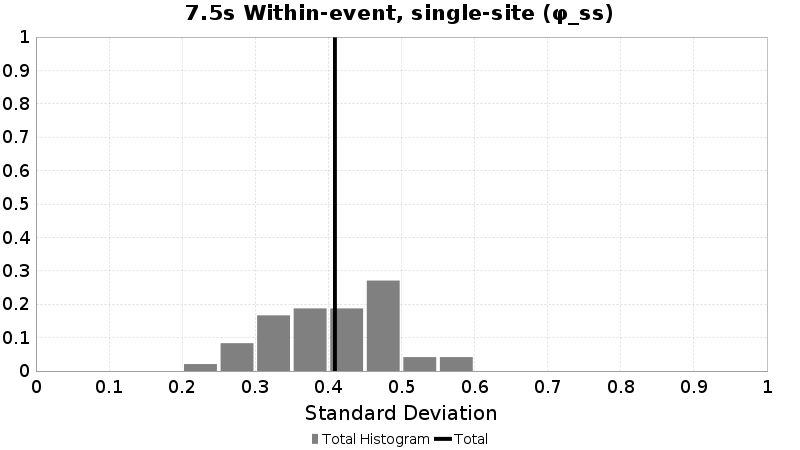 7.5s Within-event, single-site (φ_ss)
1
0.9
0.8
0.7
0.6
0.5
0.4
0.3
0.2
0.1
0
0 0.1 0.2 0.3 0.4 0.5 0.6 0.7 0.8 0.9 1
Standard Deviation
Total Histogram Total